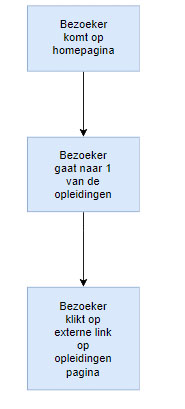 Bezoeker
komt op
homepagina
Bezoeker
gaat naar 1
van de
opleidingen
Bezoeker
klikt op
externe link
op
opleidingen
pagina